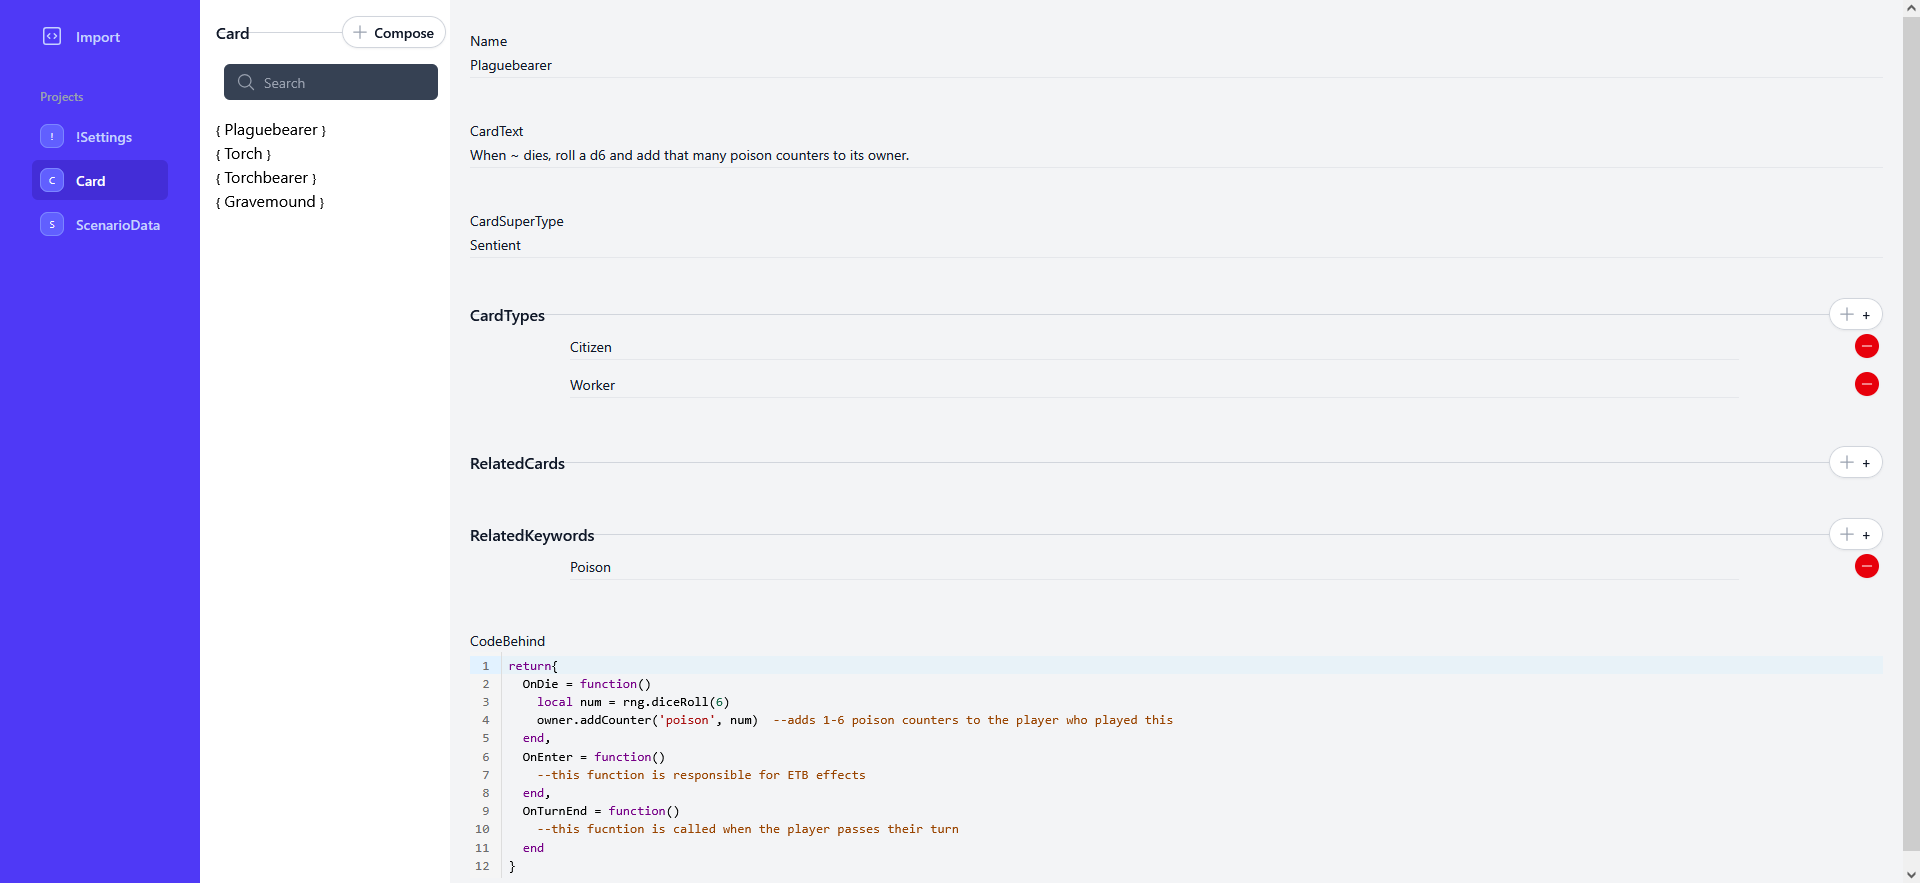 Import
Projects
! !Settings
C Card
S ScenarioData
Card
Compose
Search
{ Plaguebearer }
{ Torch }
{ Torchbearer }
{ Gravemound }
Name
Plaguebearer
CardText
When ~ dies, roll a d6 and add that many poison counters to its owner.
CardSuperType
Sentient
CardTypes
+
Citizen
Worker
RelatedCards
+
RelatedKeywords
+
Poison
CodeBehind
1 return{
2 OnDie = function()
3 local num = rng.diceRoll(6)
4 owner.addCounter('poison', num) --adds 1-6 poison counters to the player who played this
5 end,
6 OnEnter = function()
7 --this function is responsible for ETB effects
8 end,
9 OnTurnEnd = function()
10 --this fucntion is called when the player passes their turn
11 end
12 }